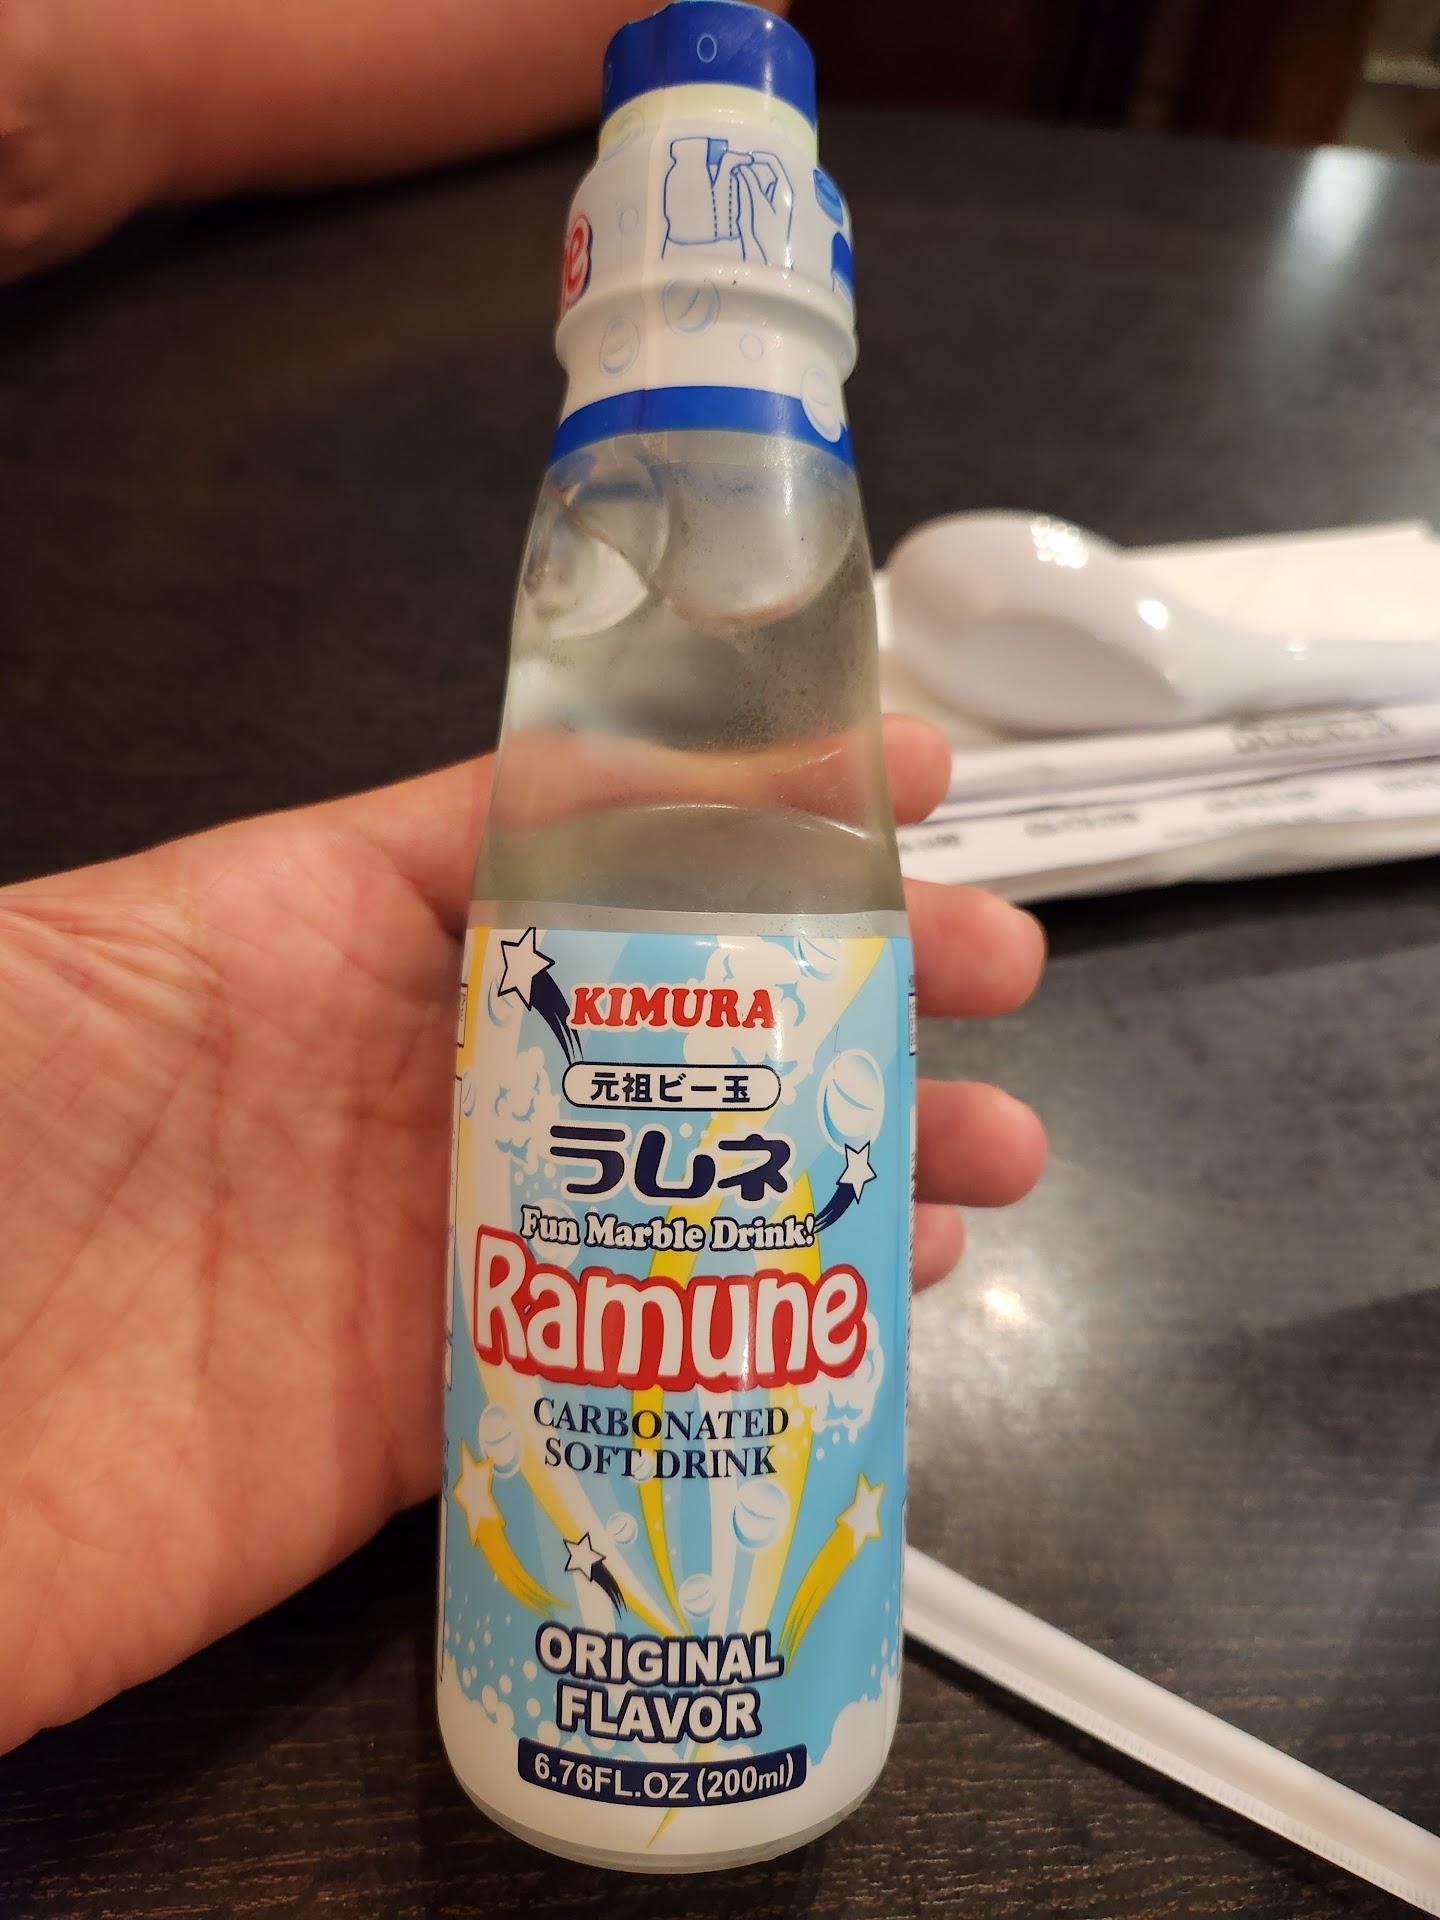 KIMURA
元祖ビー玉
ラムネ
Fun Marble Drink!
Ramune
CARBONATED
SOFT DRINK
ORIGINAL
FLAVOR
6.76FL.OZ (200ml)